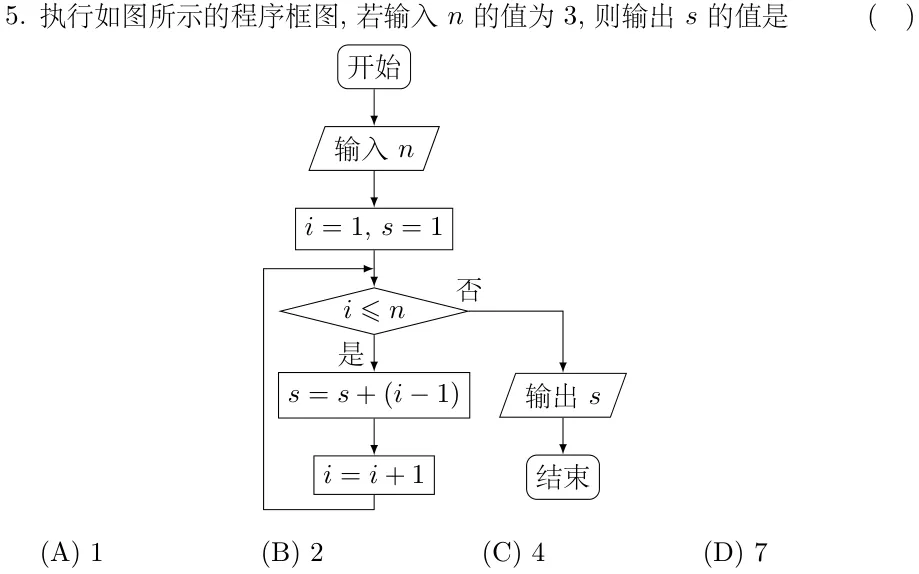 5. 执行如图所示的程序框图, 若输入 n 的值为 3, 则输出 s 的值是 ( )
开始
输入 n
i = 1, s = 1
i ⩽ n
否
是
s = s + (i − 1)
输出 s
i = i + 1
结束
(A) 1 (B) 2 (C) 4 (D) 7